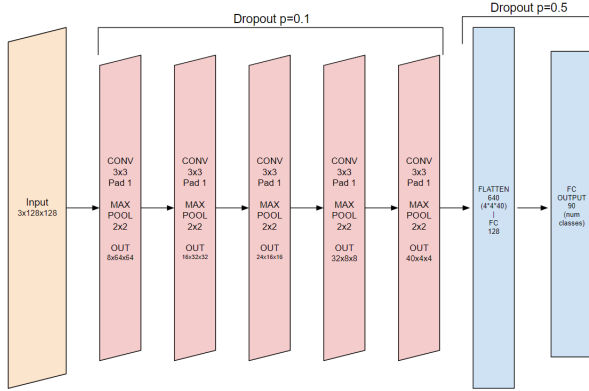 Dropout p=0.1
Dropout p=0.5
Input
3x128x128
CONV
3x3
Pad 1
MAX
POOL
2x2
OUT
8x64x64
CONV
3x3
Pad 1
MAX
POOL
2x2
OUT
16x32x32
CONV
3x3
Pad 1
MAX
POOL
2x2
OUT
24x16x16
CONV
3x3
Pad 1
MAX
POOL
2x2
OUT
32x8x8
CONV
3x3
Pad 1
MAX
POOL
2x2
OUT
40x4x4
FLATTEN
640
(4*4*40)
|
FC
128
FC
OUTPUT
90
(num
classes)